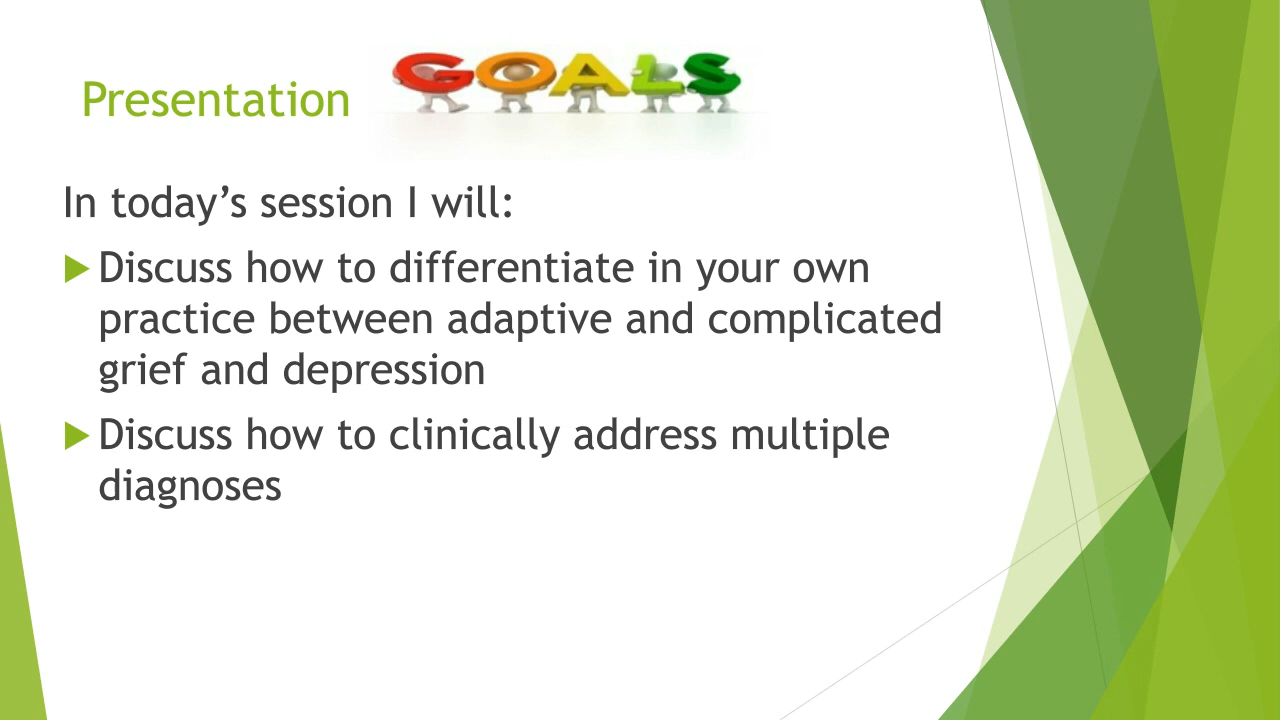 Presentation GOALS
In today’s session I will:
Discuss how to differentiate in your own
practice between adaptive and complicated
grief and depression
Discuss how to clinically address multiple
diagnoses